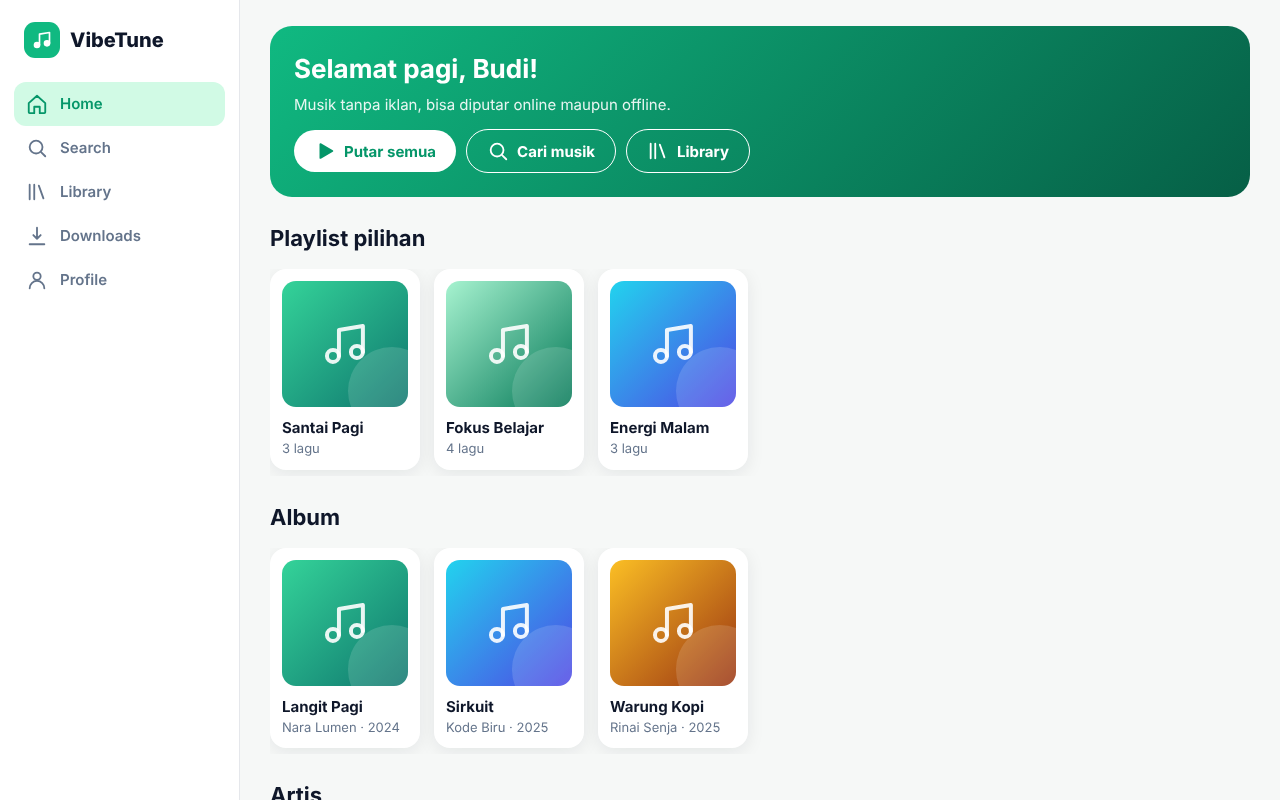 VibeTune
Home
Search
Library
Downloads
Profile
Selamat pagi, Budi!
Musik tanpa iklan, bisa diputar online maupun offline.
Putar semua
Cari musik
Library
Playlist pilihan
Santai Pagi
3 lagu
Fokus Belajar
4 lagu
Energi Malam
3 lagu
Album
Langit Pagi
Nara Lumen · 2024
Sirkuit
Kode Biru · 2025
Warung Kopi
Rinai Senja · 2025
Artis